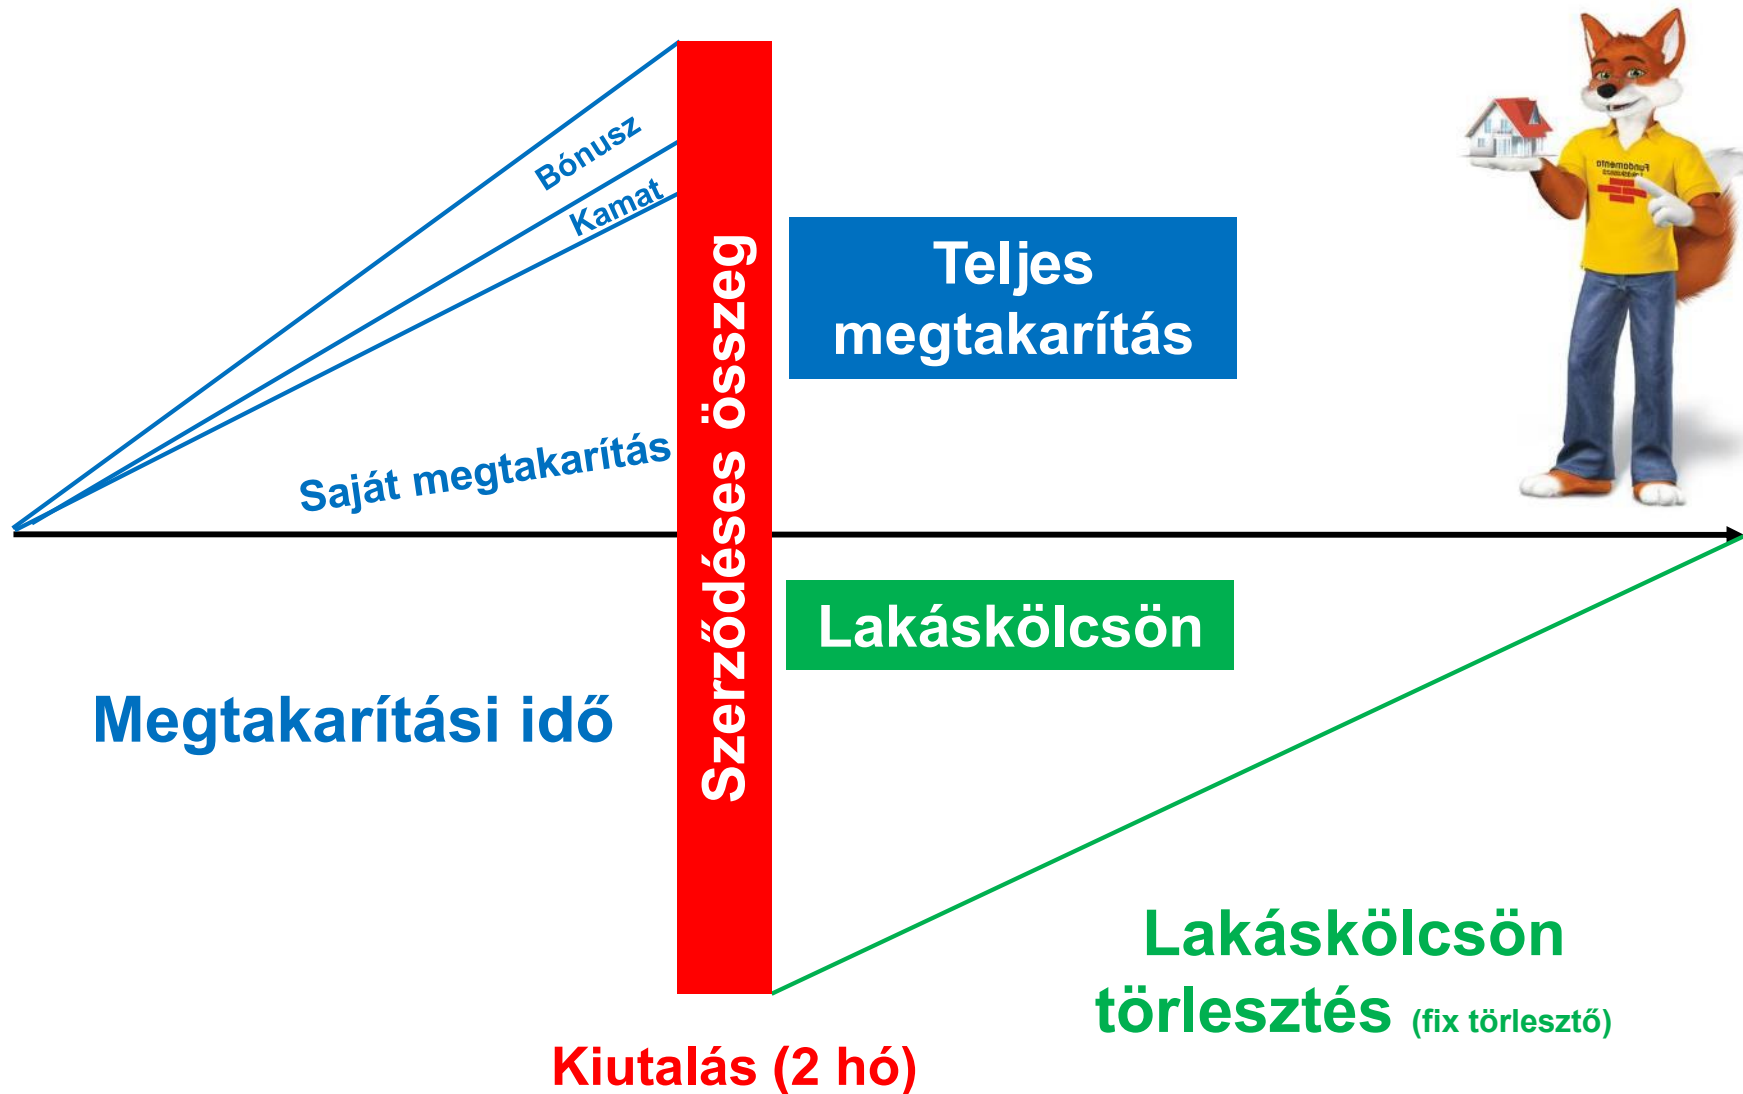 Bónusz
Kamat
Saját megtakarítás
Szerződéses összeg
Teljes
megtakarítás
Lakáskölcsön
Megtakarítási idő
Lakáskölcsön
törlesztés (fix törlesztő)
Kiutalás (2 hó)